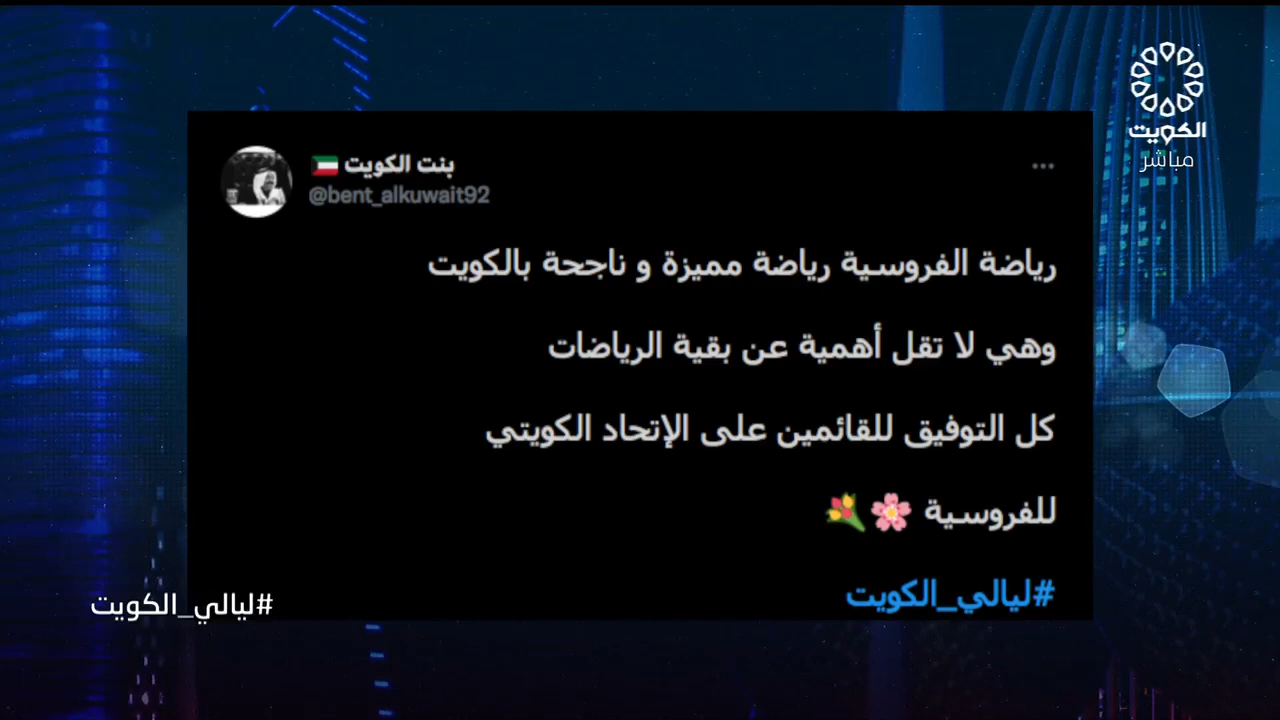 الكويت
مباشر
بنت الكويت 🇰🇼
@bent_alkuwait92
رياضة الفروسية رياضة مميزة و ناجحة بالكويت
وهي لا تقل أهمية عن بقية الرياضات
كل التوفيق للقائمين على الإتحاد الكويتي
للفروسية 🌸💐
#ليالي_الكويت
#ليالي_الكويت